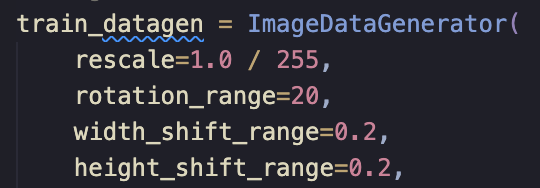 train_datagen = ImageDataGenerator(
    rescale=1.0 / 255,
    rotation_range=20,
    width_shift_range=0.2,
    height_shift_range=0.2,